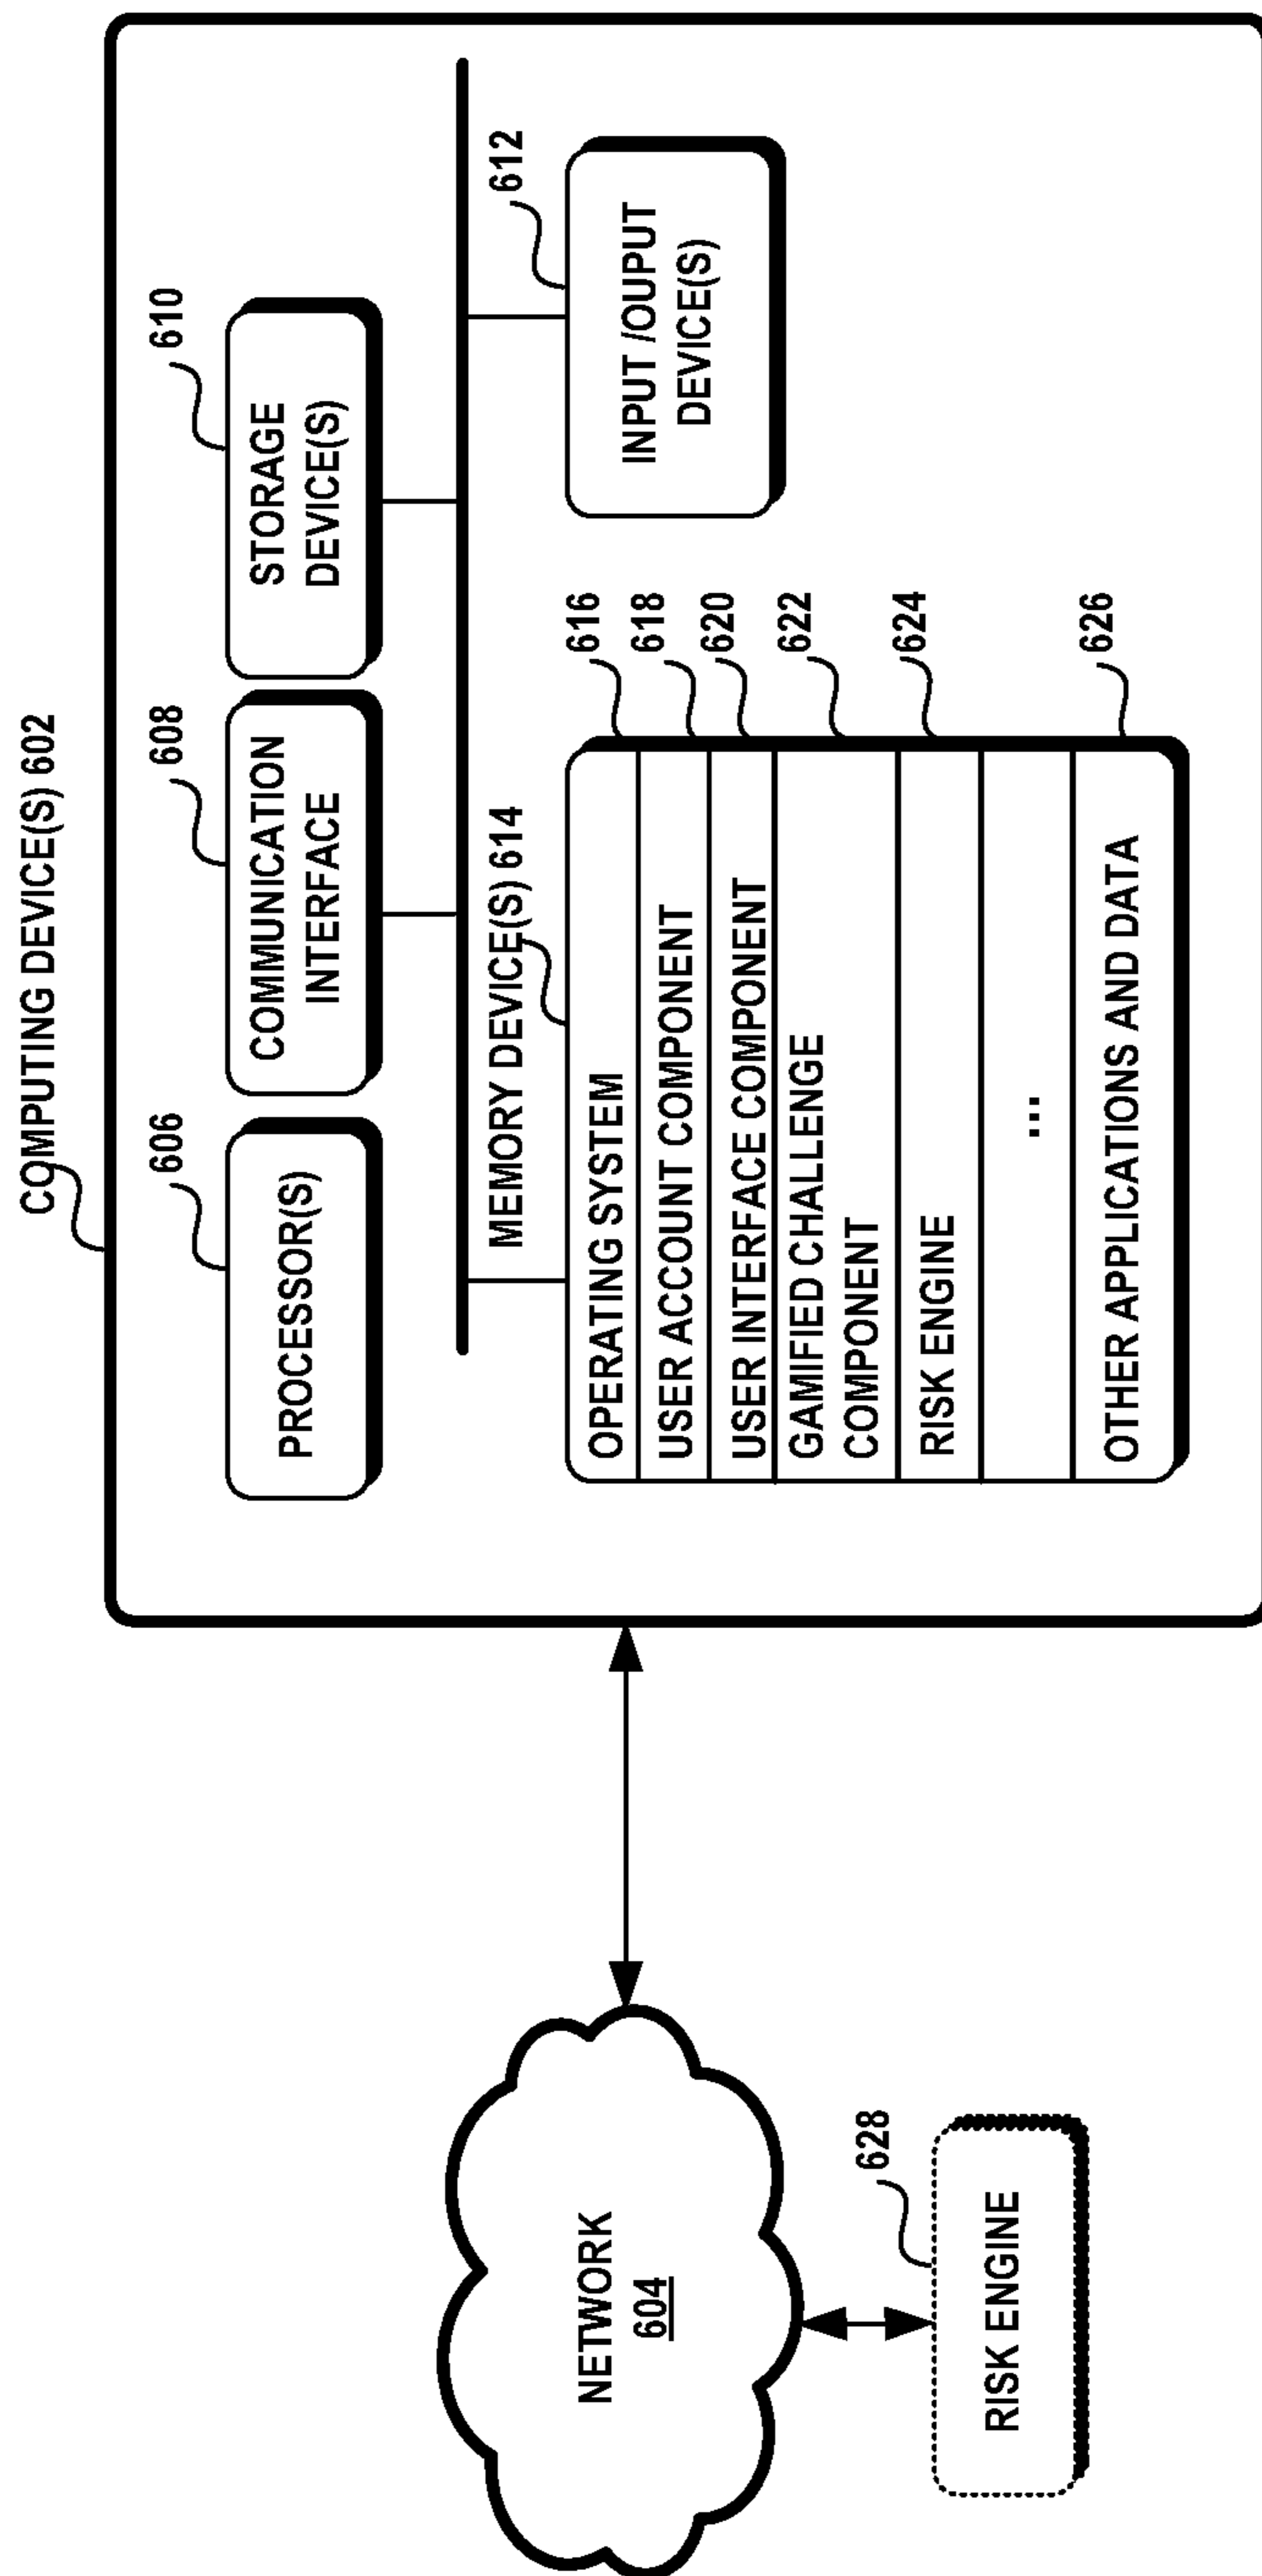 COMPUTING DEVICE(S) 602
606
PROCESSOR(S)
608
COMMUNICATION
INTERFACE
610
STORAGE
DEVICE(S)
MEMORY DEVICE(S) 614
OPERATING SYSTEM
616
USER ACCOUNT COMPONENT
618
USER INTERFACE COMPONENT
620
GAMIFIED CHALLENGE
COMPONENT
622
RISK ENGINE
624
...
OTHER APPLICATIONS AND DATA
626
612
INPUT /OUPUT
DEVICE(S)
NETWORK
604
628
RISK ENGINE